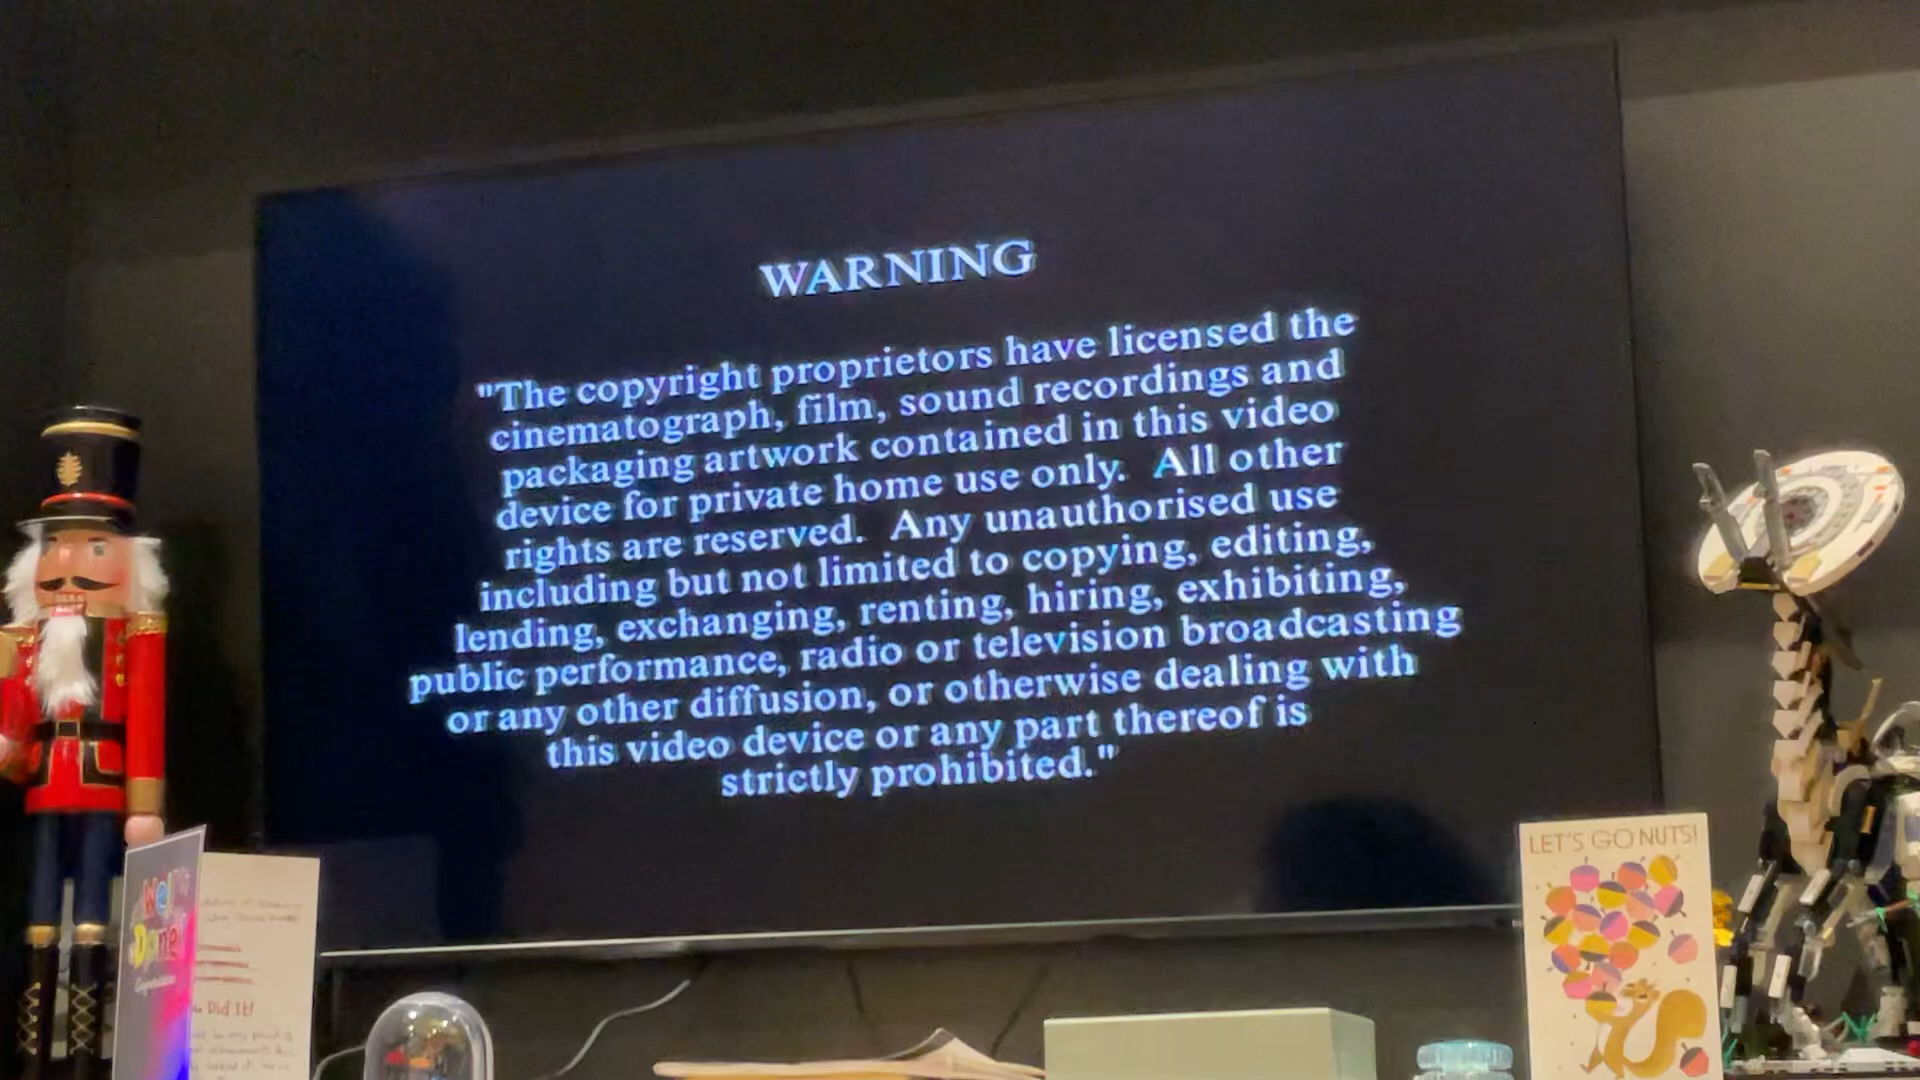 WARNING
"The copyright proprietors have licensed the
cinematograph, film, sound recordings and
packaging artwork contained in this video
device for private home use only. All other
rights are reserved. Any unauthorised use
including but not limited to copying, editing,
lending, exchanging, renting, hiring, exhibiting,
public performance, radio or television broadcasting
or any other diffusion, or otherwise dealing with
this video device or any part thereof is
strictly prohibited."
Well
Done!
Did It!
LET'S GO NUTS!